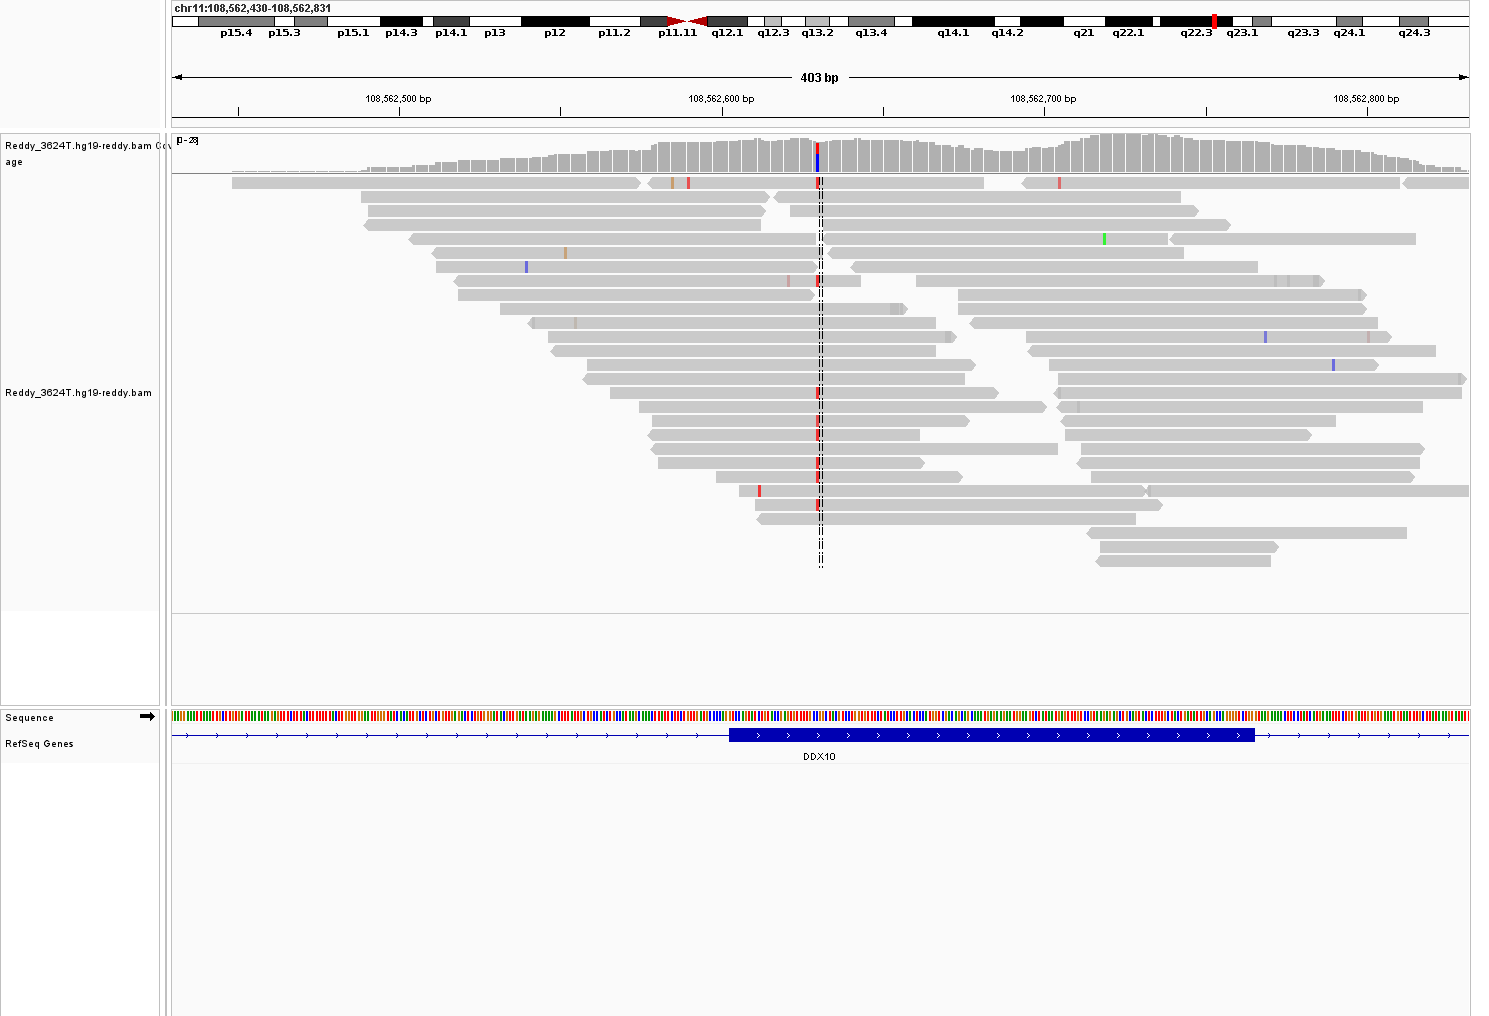 chr11:108,562,430-108,562,831
p15.4 p15.3 p15.1 p14.3 p14.1 p13 p12 p11.2 p11.11 q12.1 q12.3 q13.2 q13.4 q14.1 q14.2 q21 q22.1 q22.3 q23.1 q23.3 q24.1 q24.3
403 bp
108,562,500 bp 108,562,600 bp 108,562,700 bp 108,562,800 bp
Reddy_3624T.hg19-reddy.bam Cov
age
Reddy_3624T.hg19-reddy.bam
Sequence
RefSeq Genes
DDX10